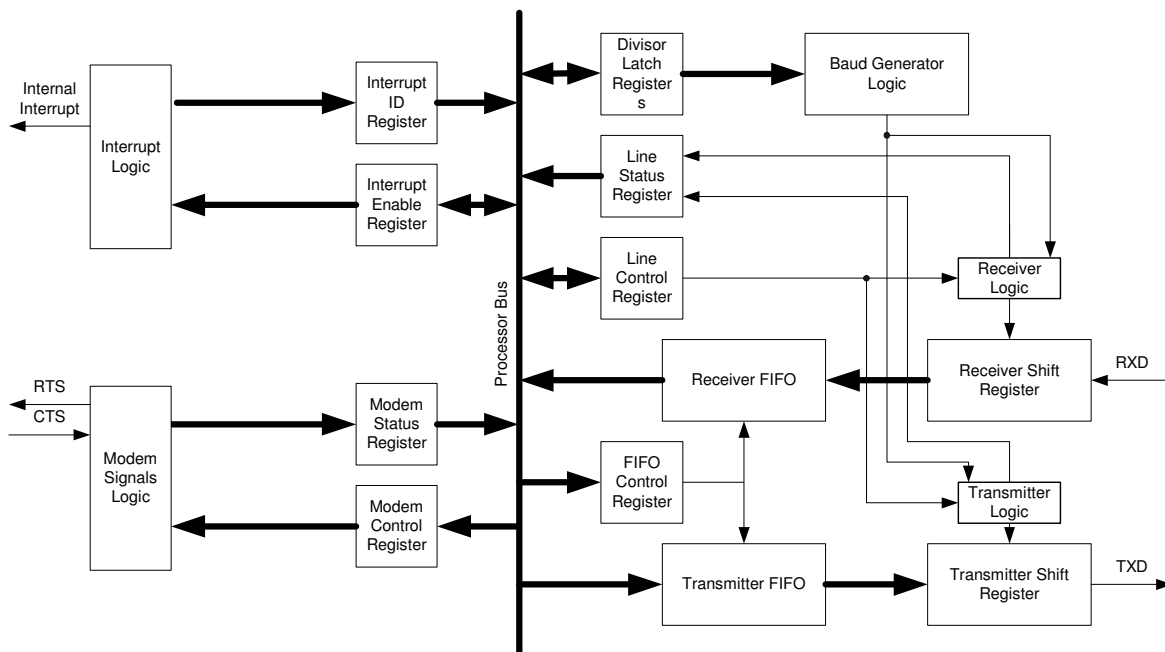 Internal
Interrupt
Interrupt
Logic
Interrupt
ID
Register
Interrupt
Enable
Register
RTS
CTS
Modem
Signals
Logic
Modem
Status
Register
Modem
Control
Register
Processor Bus
Divisor
Latch
Register
s
Baud Generator
Logic
Line
Status
Register
Line
Control
Register
Receiver
Logic
Receiver FIFO
Receiver Shift
Register
RXD
FIFO
Control
Register
Transmitter
Logic
Transmitter FIFO
Transmitter Shift
Register
TXD